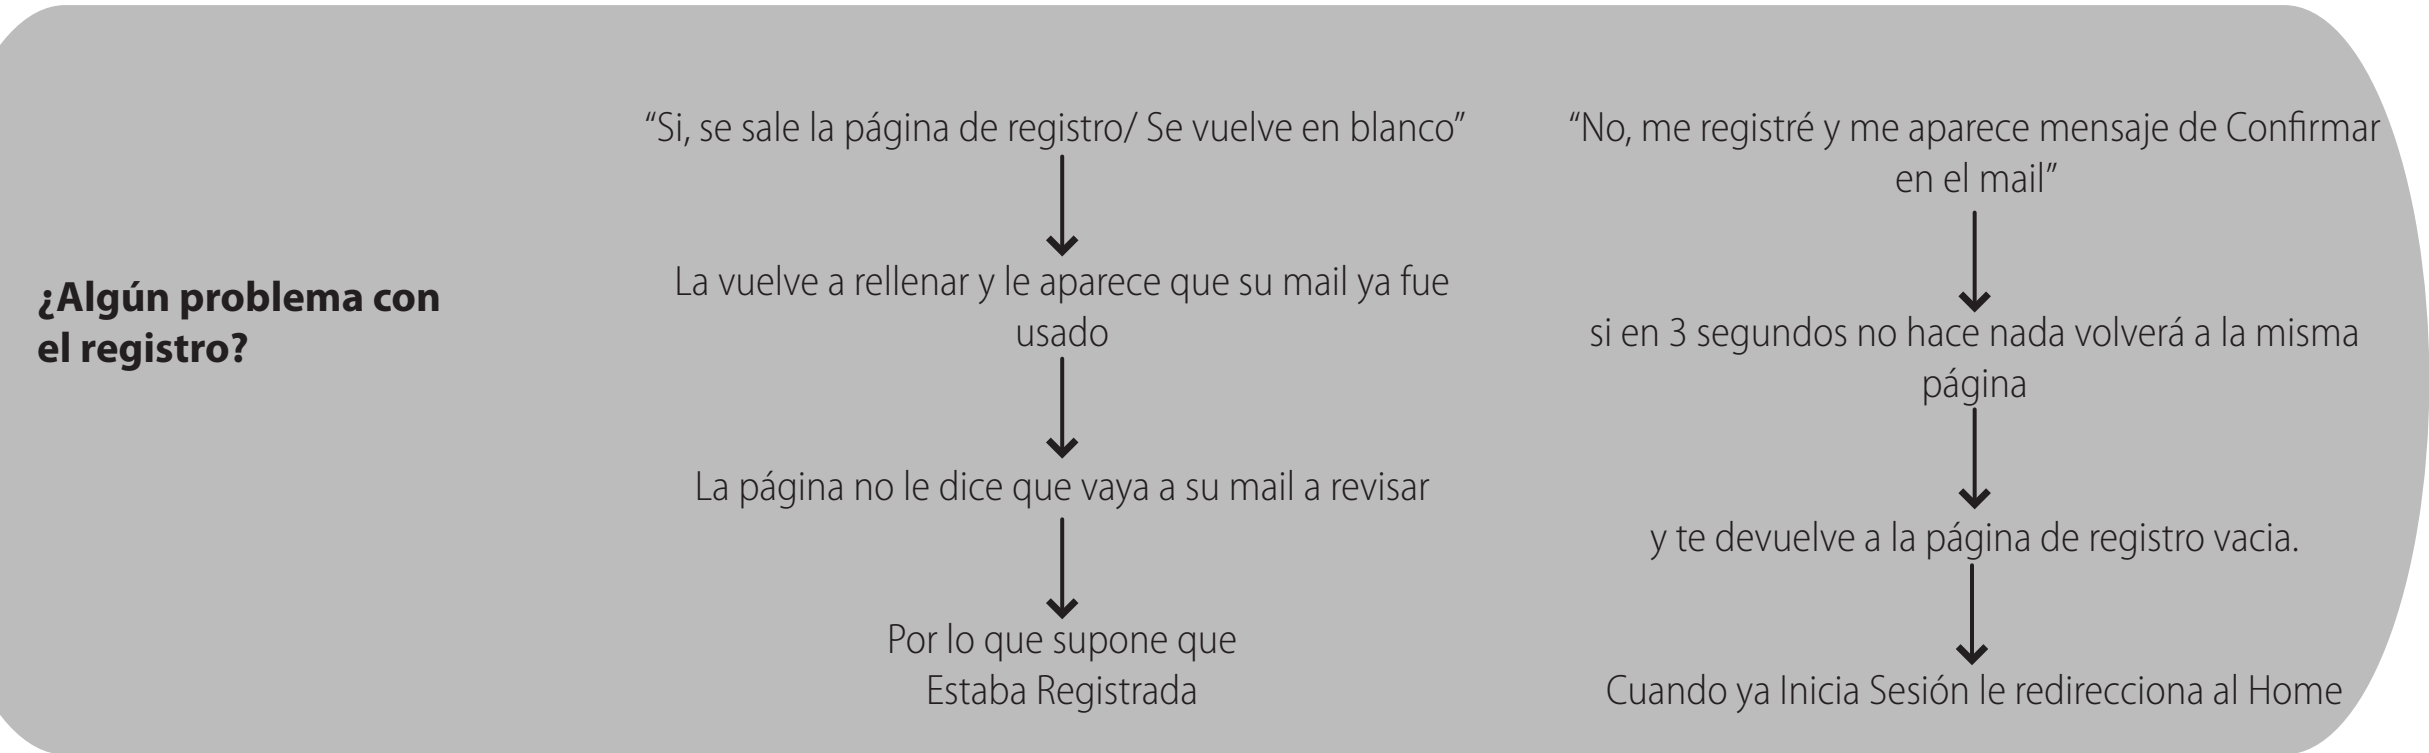 ¿Algún problema con
el registro?
“Si, se sale la página de registro/ Se vuelve en blanco”
La vuelve a rellenar y le aparece que su mail ya fue
usado
La página no le dice que vaya a su mail a revisar
Por lo que supone que
Estaba Registrada
“No, me registré y me aparece mensaje de Confirmar
en el mail”
si en 3 segundos no hace nada volverá a la misma
página
y te devuelve a la página de registro vacia.
Cuando ya Inicia Sesión le redirecciona al Home